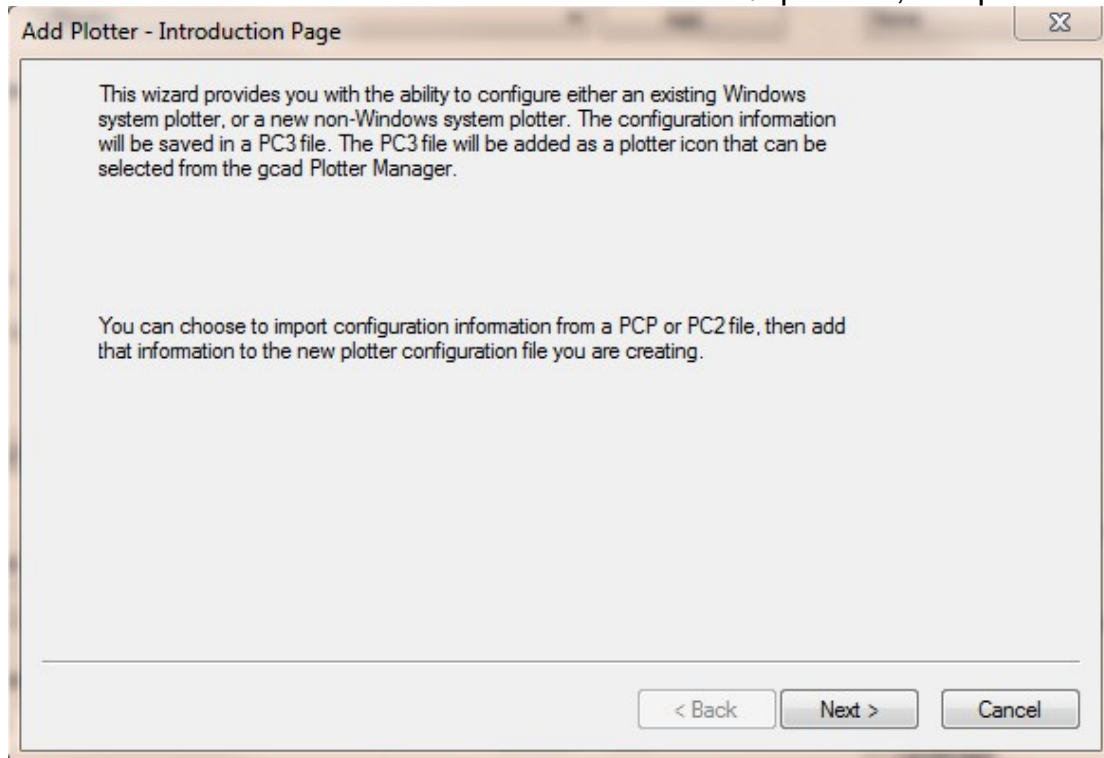 Add Plotter - Introduction Page
This wizard provides you with the ability to configure either an existing Windows
system plotter, or a new non-Windows system plotter. The configuration information
will be saved in a PC3 file. The PC3 file will be added as a plotter icon that can be
selected from the gcad Plotter Manager.
You can choose to import configuration information from a PCP or PC2 file, then add
that information to the new plotter configuration file you are creating.
< Back Next > Cancel